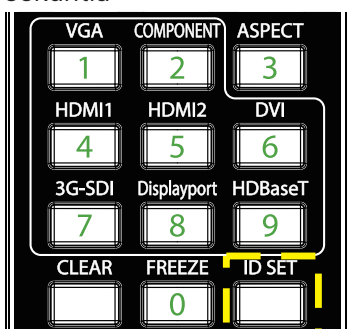 VGA COMPONENT ASPECT
1 2 3
HDMI1 HDMI2 DVI
4 5 6
3G-SDI Displayport HDBaseT
7 8 9
CLEAR FREEZE ID SET
0